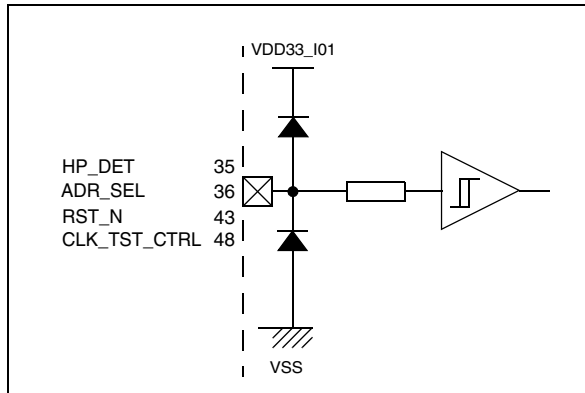 VDD33_I01
HP_DET 35
ADR_SEL 36
RST_N 43
CLK_TST_CTRL 48
VSS